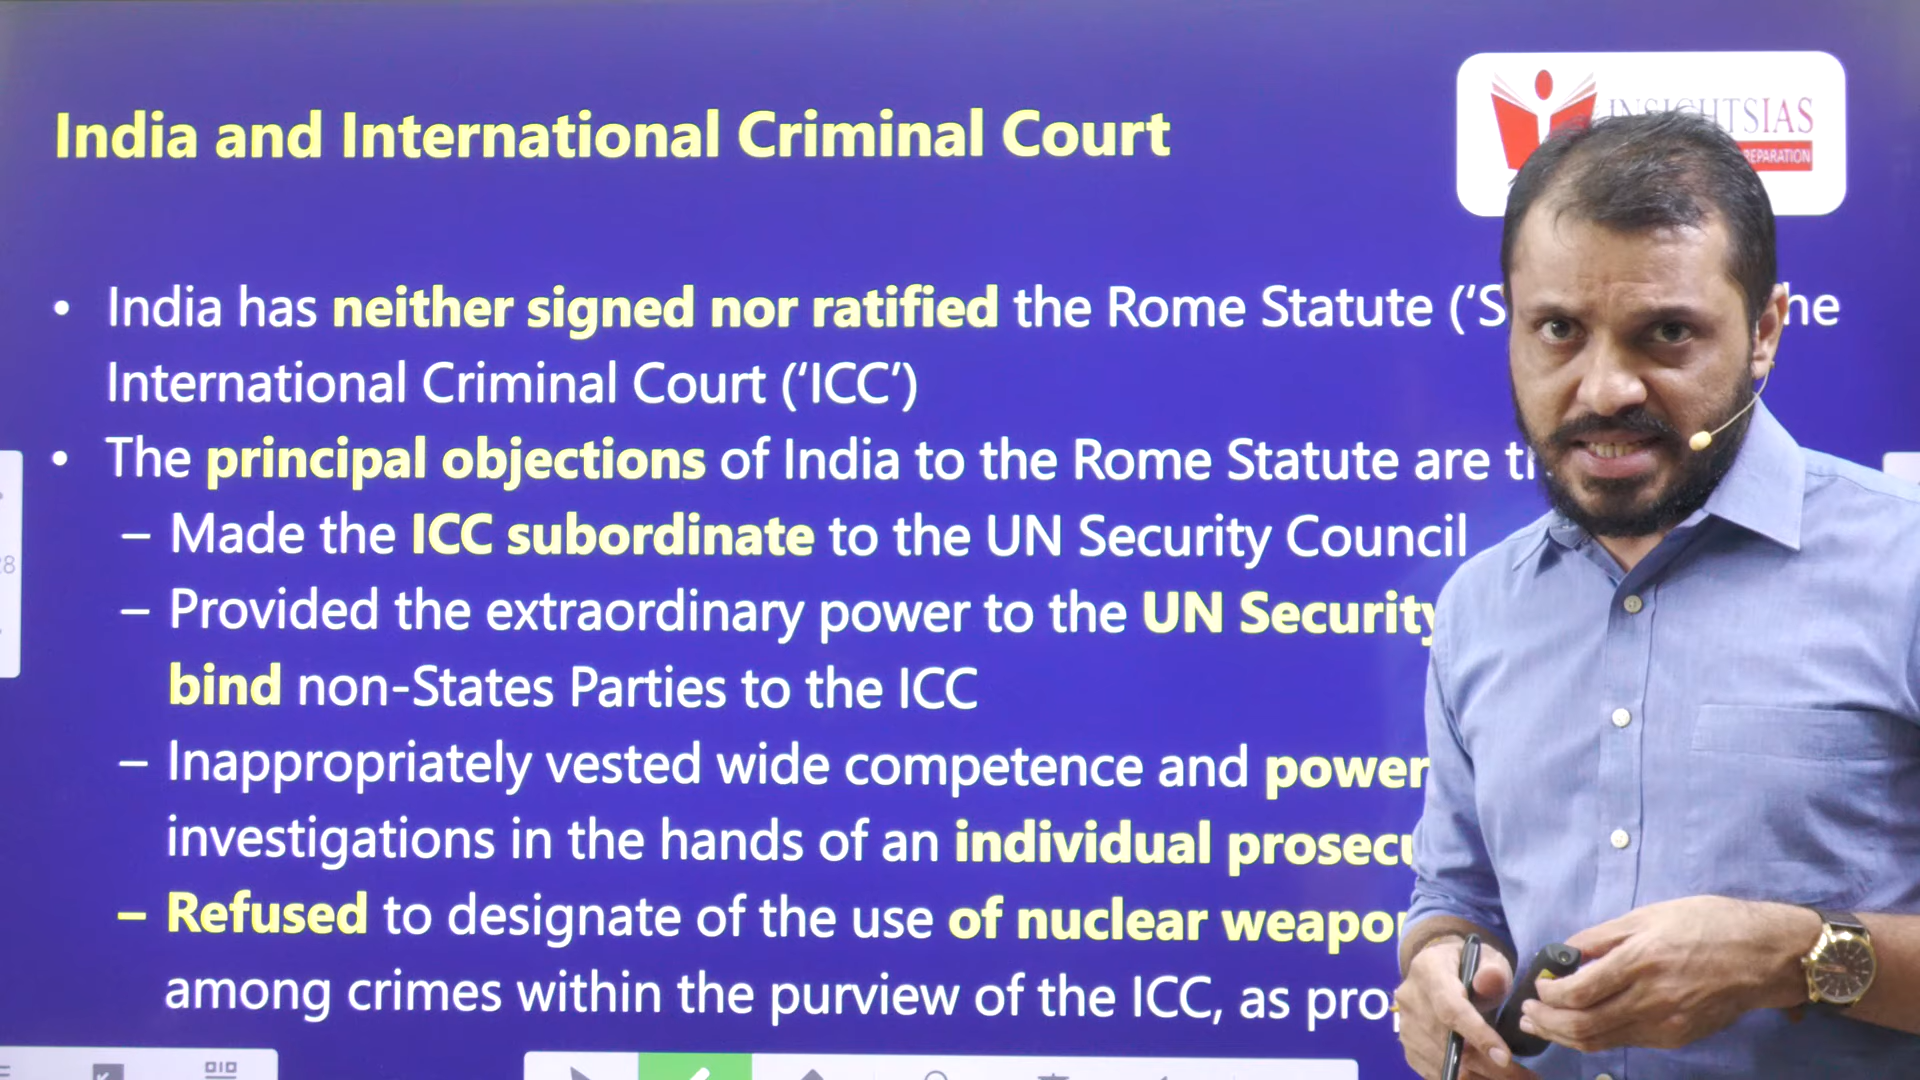 INSIGHTSIAS
REPARATION
India and International Criminal Court
• India has neither signed nor ratified the Rome Statute (‘S he
International Criminal Court (‘ICC’)
• The principal objections of India to the Rome Statute are
– Made the ICC subordinate to the UN Security Council
– Provided the extraordinary power to the UN Security
bind non-States Parties to the ICC
– Inappropriately vested wide competence and power
investigations in the hands of an individual prosecu
– Refused to designate of the use of nuclear weapo
among crimes within the purview of the ICC, as pro
28